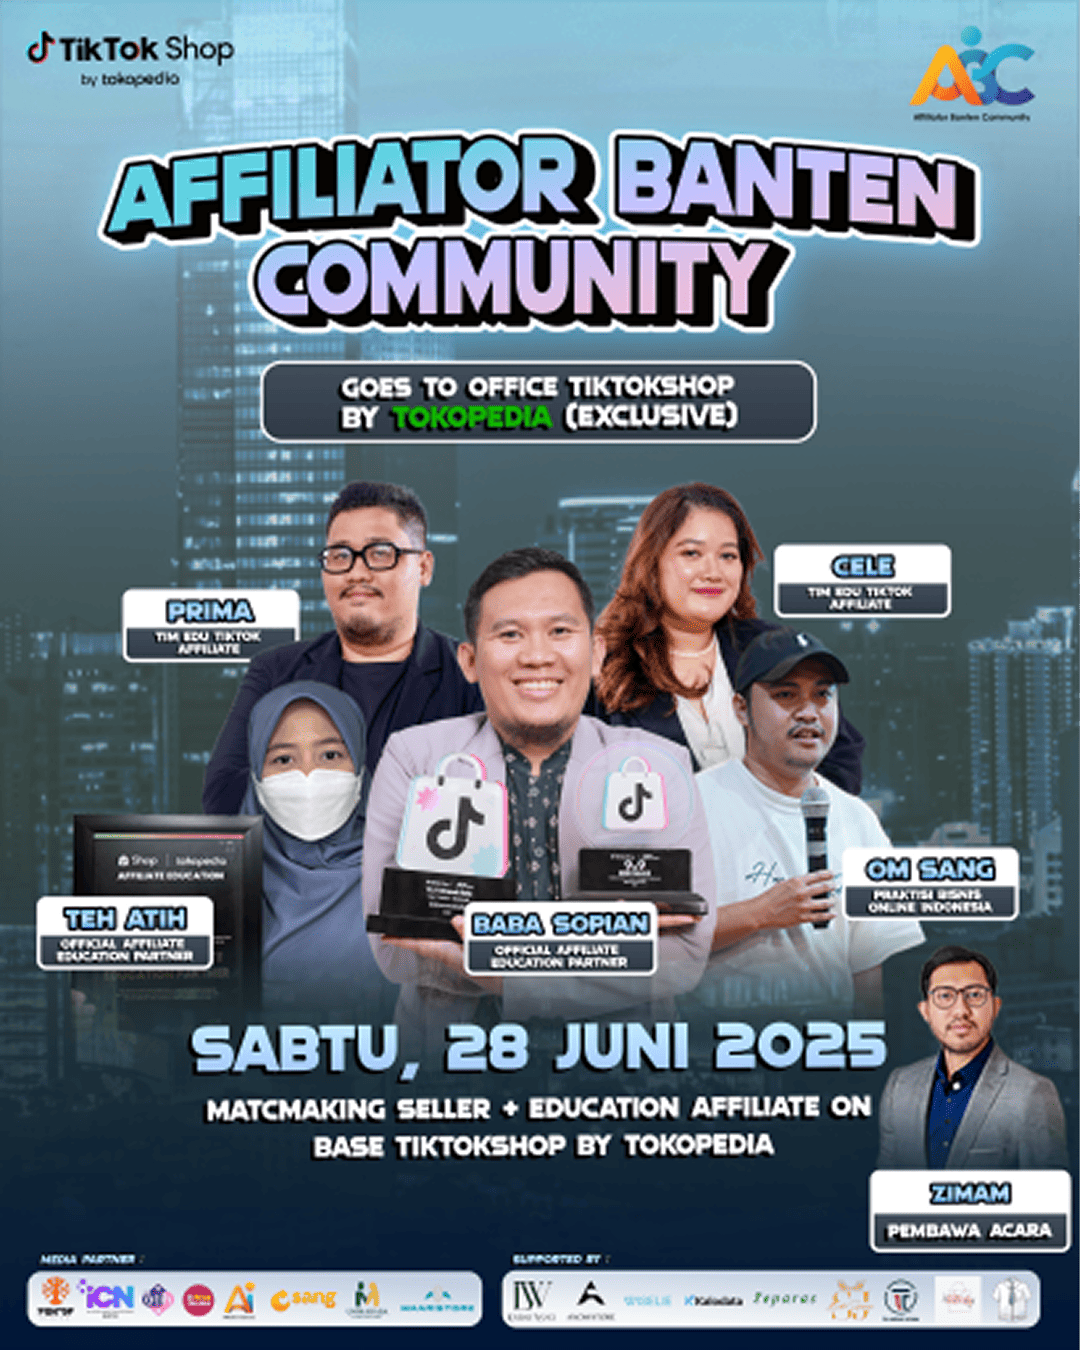 TikTok Shop
by tokopedia
ABC
Affiliator Banten Community
AFFILIATOR BANTEN
COMMUNITY
GOES TO OFFICE TIKTOKSHOP
BY TOKOPEDIA (EXCLUSIVE)
PRIMA
TIM EDU TIKTOK
AFFILIATE
CELE
TIM EDU TIKTOK
AFFILIATE
Shop | tokopedia
AFFILIATE EDUCATION
TEH ATIH
OFFICIAL AFFILIATE
EDUCATION PARTNER
9.9
BABA SOPIAN
OFFICIAL AFFILIATE
EDUCATION PARTNER
OM SANG
PRAKTISI BISNIS
ONLINE INDONESIA
SABTU, 28 JUNI 2025
MATCMAKING SELLER + EDUCATION AFFILIATE ON
BASE TIKTOKSHOP BY TOKOPEDIA
ZIMAM
PEMBAWA ACARA
MEDIA PARTNER :
SUPPORTED BY :
iCN
sang
Kalodata